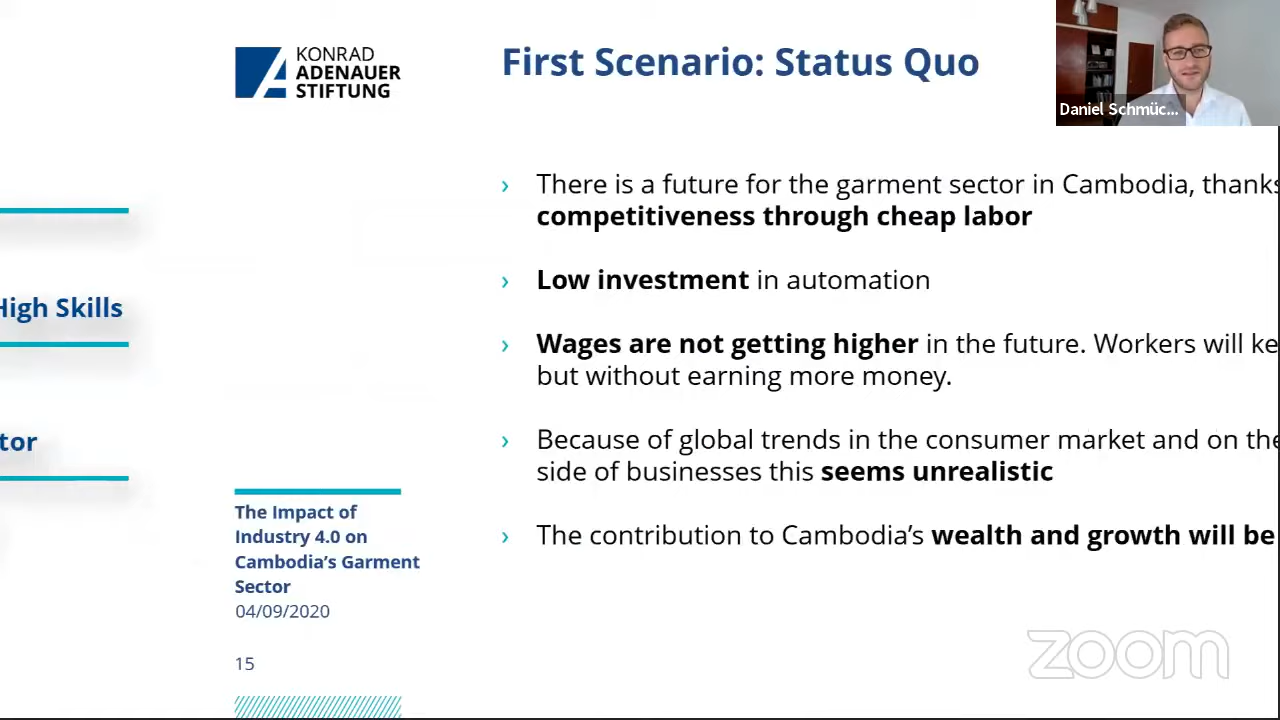 KONRAD
ADENAUER
STIFTUNG
First Scenario: Status Quo
Daniel Schmüc...
There is a future for the garment sector in Cambodia, thanks
competitiveness through cheap labor
Low investment in automation
High Skills
Wages are not getting higher in the future. Workers will ke
but without earning more money.
tor
Because of global trends in the consumer market and on the
side of businesses this seems unrealistic
The Impact of
Industry 4.0 on
Cambodia’s Garment
Sector
04/09/2020
The contribution to Cambodia’s wealth and growth will be
15
zoom